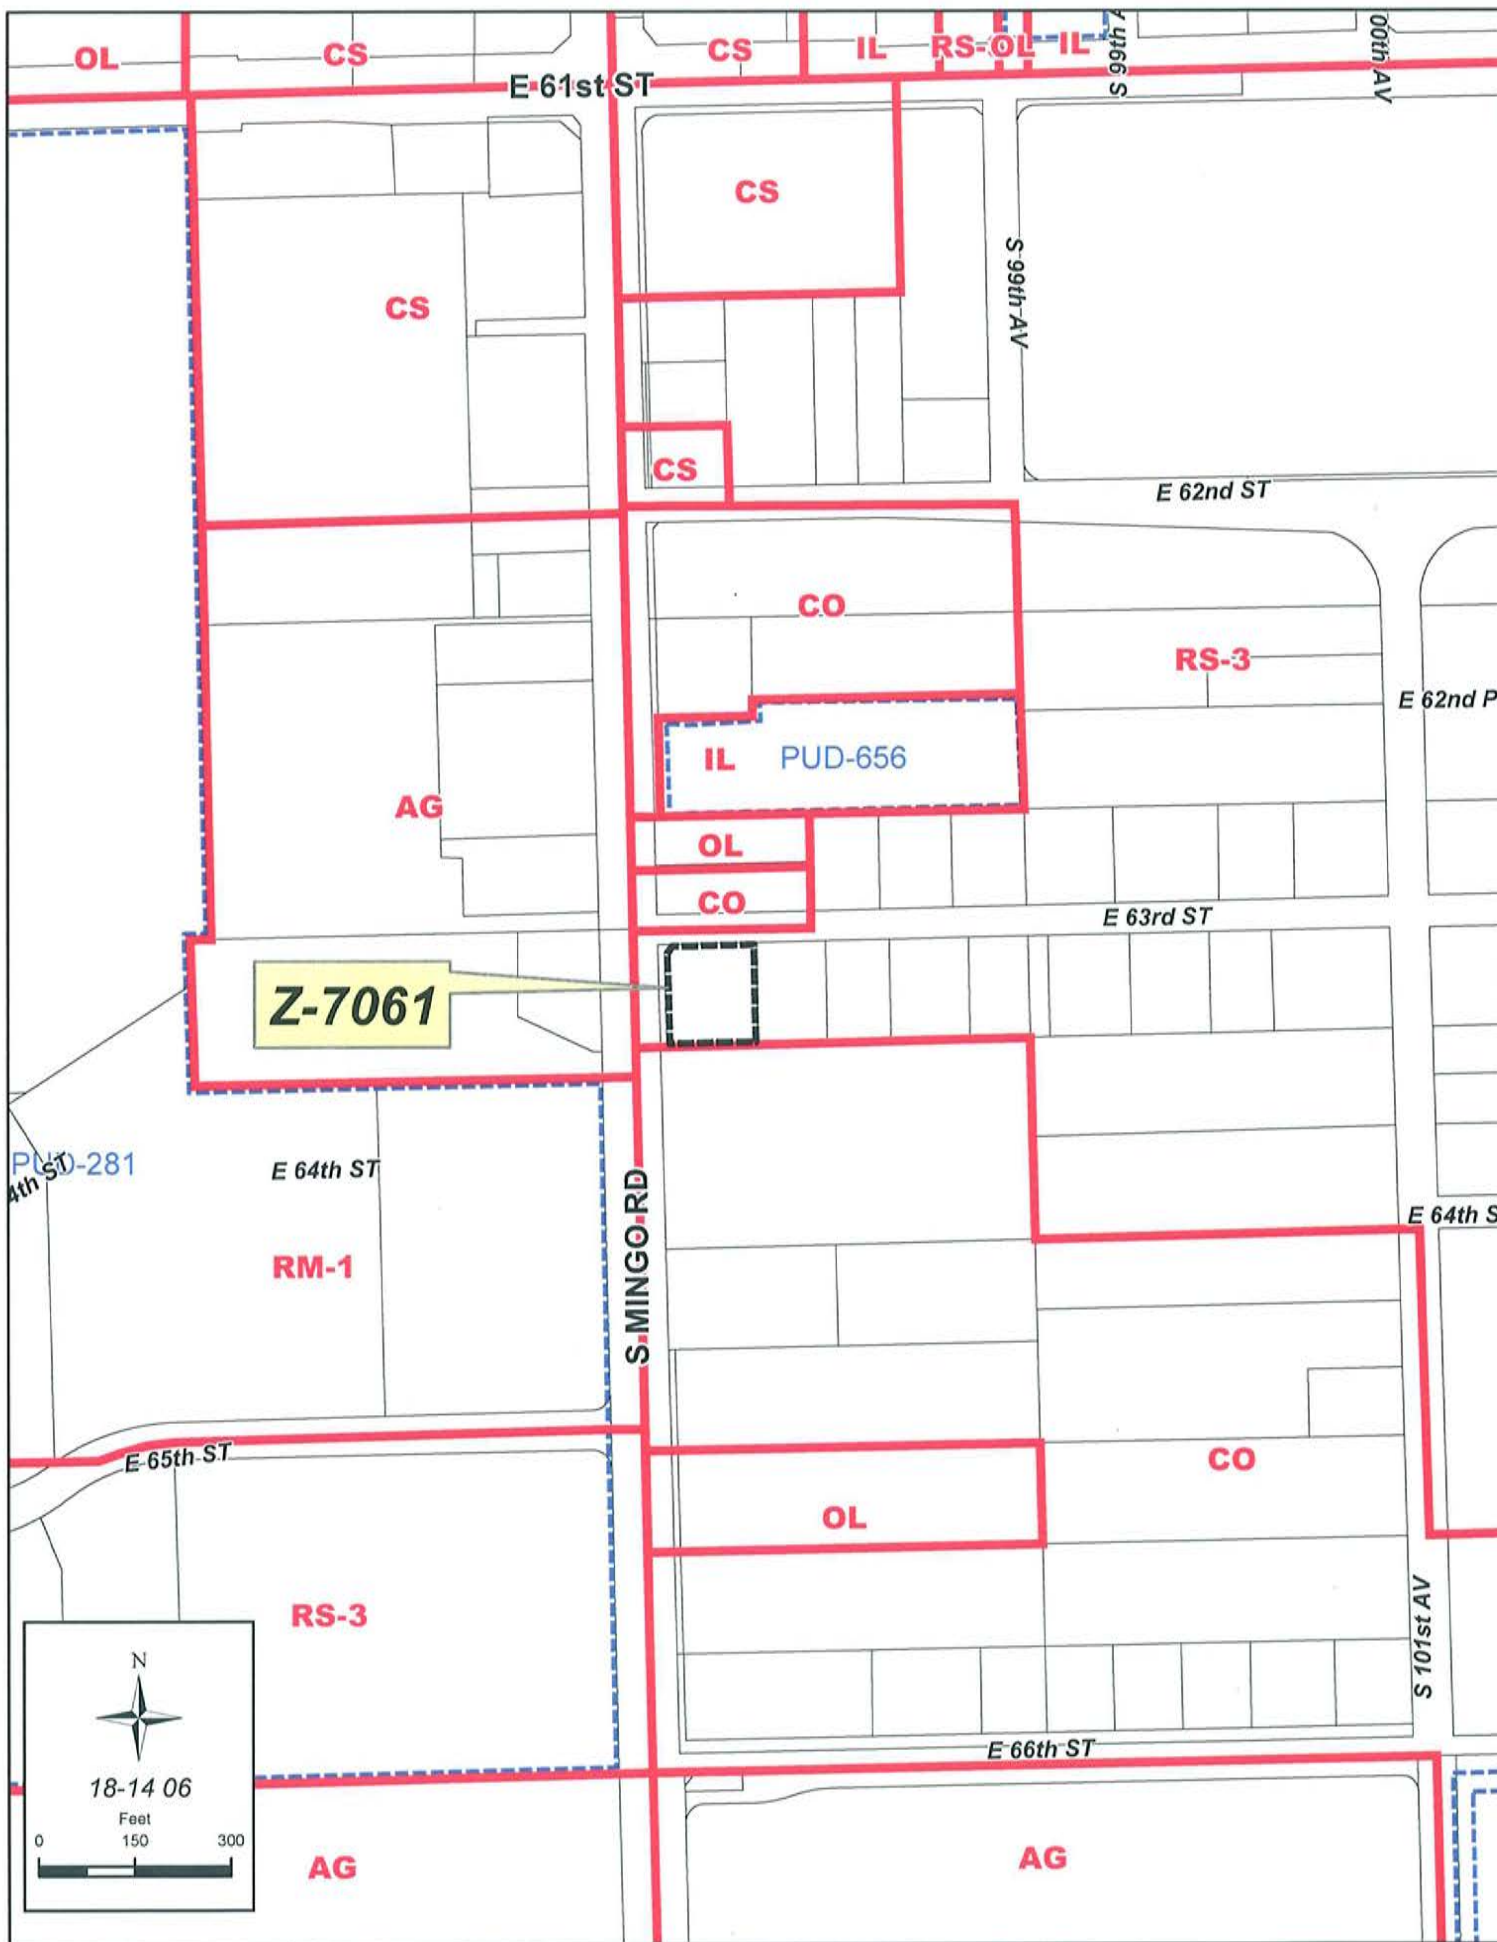 OL
CS
CS
IL
RS-
OL
IL
S 99th A
00th AV
E 61st ST
CS
CS
S 99th AV
CS
E 62nd ST
CO
RS-3
E 62nd P
IL
PUD-656
AG
OL
CO
E 63rd ST
Z-7061
PUD-281
4th ST
E 64th ST
E 64th S
RM-1
S MINGO RD
E 65th ST
CO
OL
RS-3
S 101st AV
E 66th ST
N
18-14 06
Feet
0 150 300
AG
AG